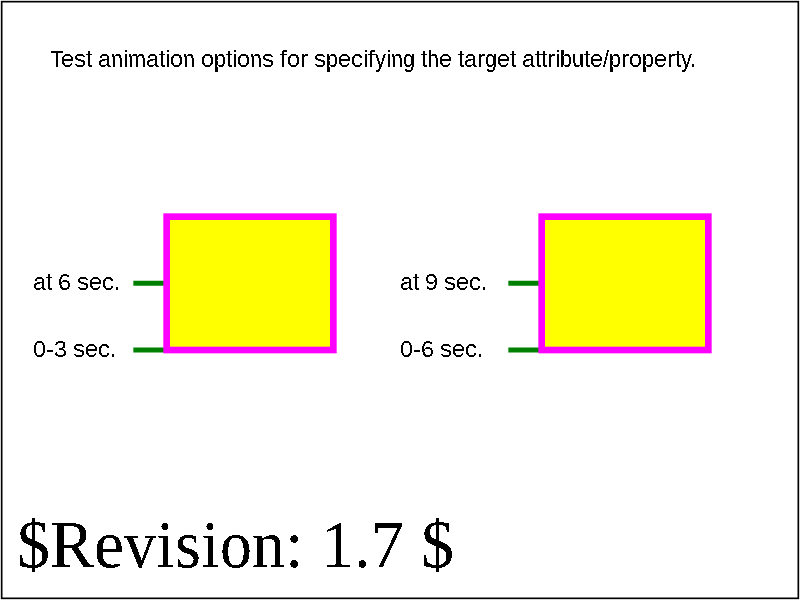 Test animation options for specifying the target attribute/property.
at 6 sec.
at 9 sec.
0-3 sec.
0-6 sec.
$Revision: 1.7 $